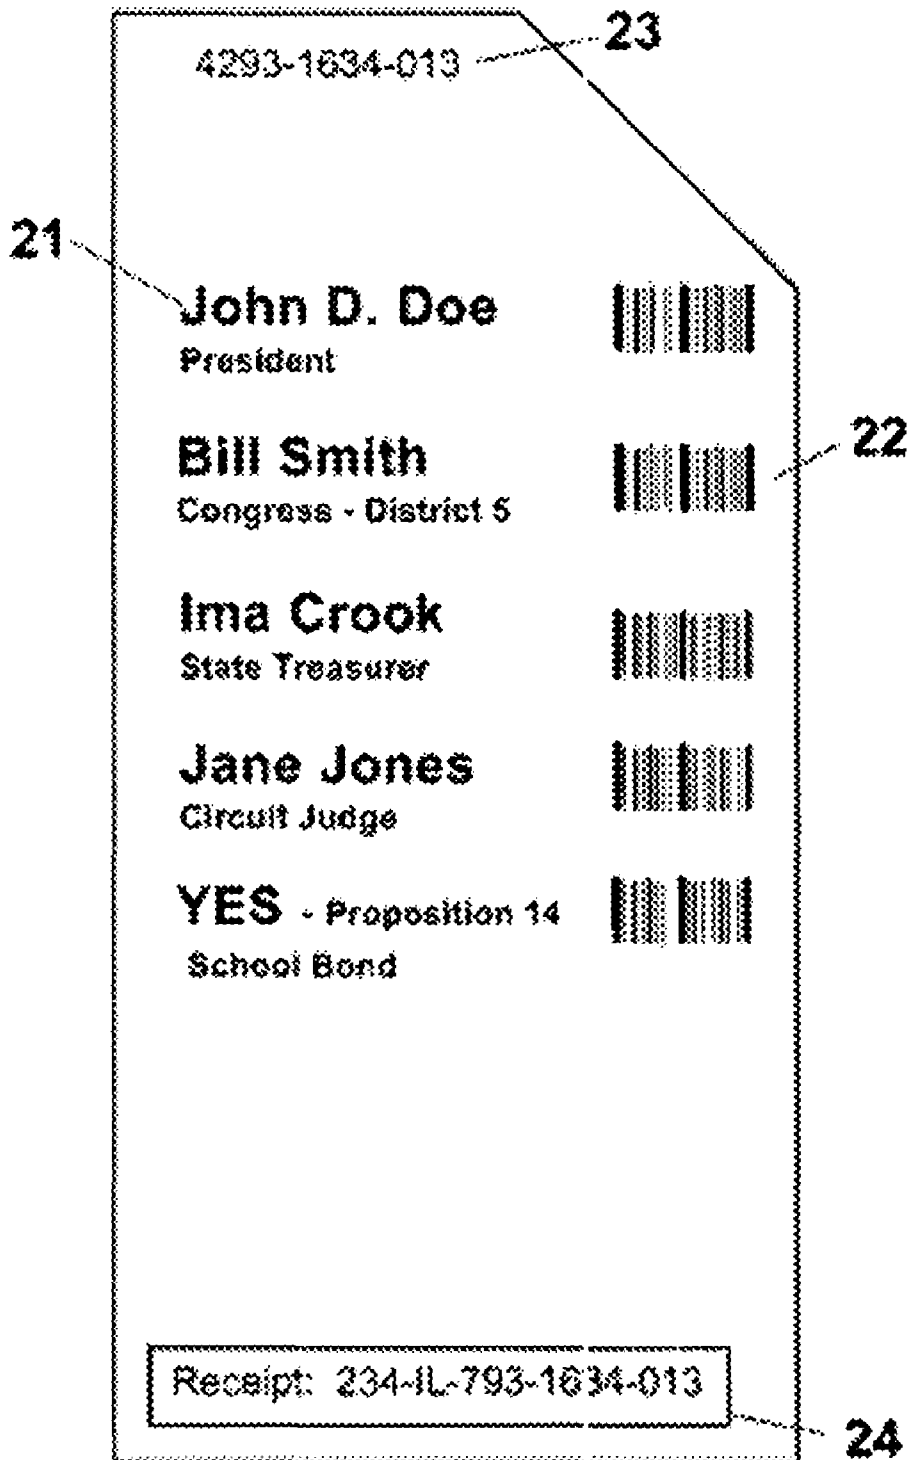 23
4293-1634-013
21
John D. Doe
President
Bill Smith
22
Congress - District 5
Ima Crook
State Treasurer
Jane Jones
Circuit Judge
YES - Proposition 14
School Bond
Receipt: 234-IL-793-1634-013
24